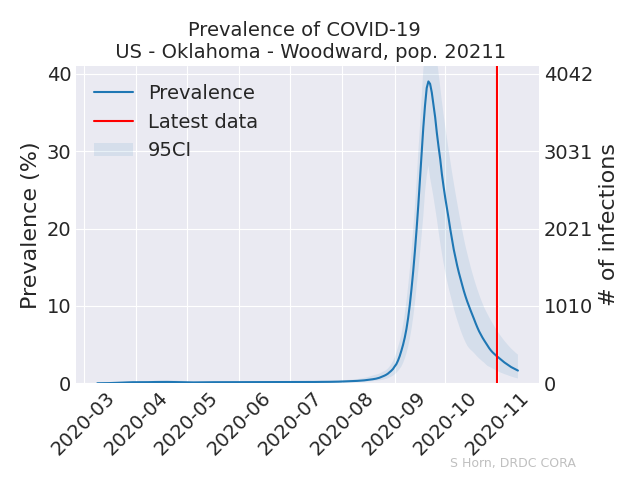 Prevalence of COVID-19
US - Oklahoma - Woodward, pop. 20211
Prevalence
Latest data
95CI
Prevalence (%)
40
30
20
10
0
# of infections
4042
3031
2021
1010
0
2020-03
2020-04
2020-05
2020-06
2020-07
2020-08
2020-09
2020-10
2020-11
S Horn, DRDC CORA